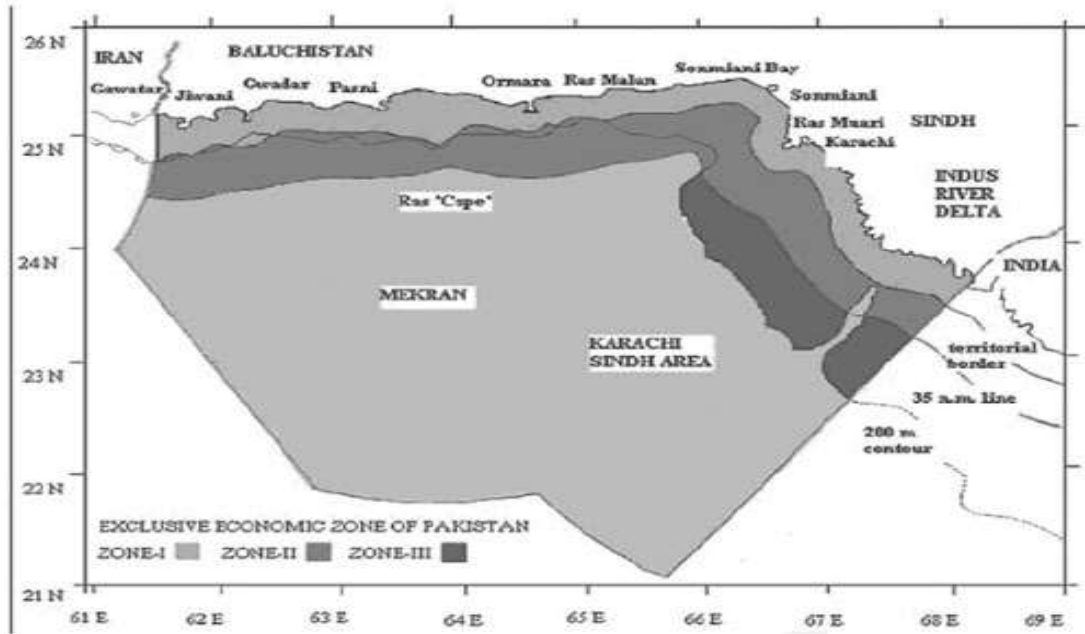 26 N
IRAN
BALUCHISTAN
Gawatar
Jiwani
Gwadar
Pasni
Ormara
Ras Malan
Sonmiani Bay
Sonmiani
Ras Muari
SINDH
Karachi
25 N
INDUS
RIVER
DELTA
Ras "Cape"
24 N
INDIA
MEKRAN
KARACHI
SINDH AREA
23 N
territorial
border
35 n.m. line
200 m
contour
22 N
EXCLUSIVE ECONOMIC ZONE OF PAKISTAN
ZONE-I ZONE-II ZONE-III
21 N
61 E 62 E 63 E 64 E 65 E 66 E 67 E 68 E 69 E